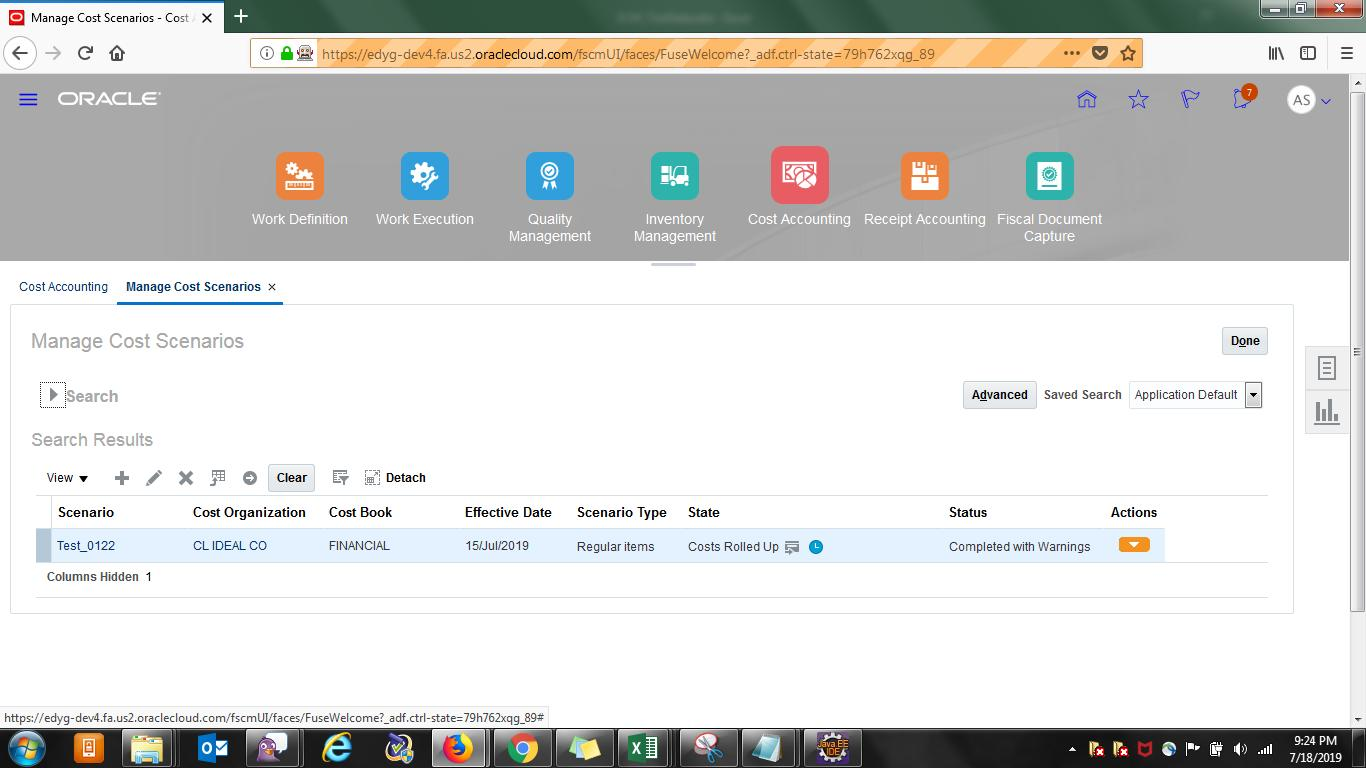 Manage Cost Scenarios - Cost
https://edyg-dev4.fa.us2.oraclecloud.com/fscmUI/faces/FuseWelcome?_adf.ctrl-state=79h762xqg_89
ORACLE
7
AS
Work Definition
Work Execution
Quality Management
Inventory Management
Cost Accounting
Receipt Accounting
Fiscal Document Capture
Cost Accounting Manage Cost Scenarios
Manage Cost Scenarios
Done
Search
Advanced Saved Search Application Default
Search Results
View Clear Detach
Scenario Cost Organization Cost Book Effective Date Scenario Type State Status Actions
Test_0122 CL IDEAL CO FINANCIAL 15/Jul/2019 Regular items Costs Rolled Up Completed with Warnings
Columns Hidden 1
https://edyg-dev4.fa.us2.oraclecloud.com/fscmUI/faces/FuseWelcome?_adf.ctrl-state=79h762xqg_89#
Java EE
IDE
9:24 PM
7/18/2019